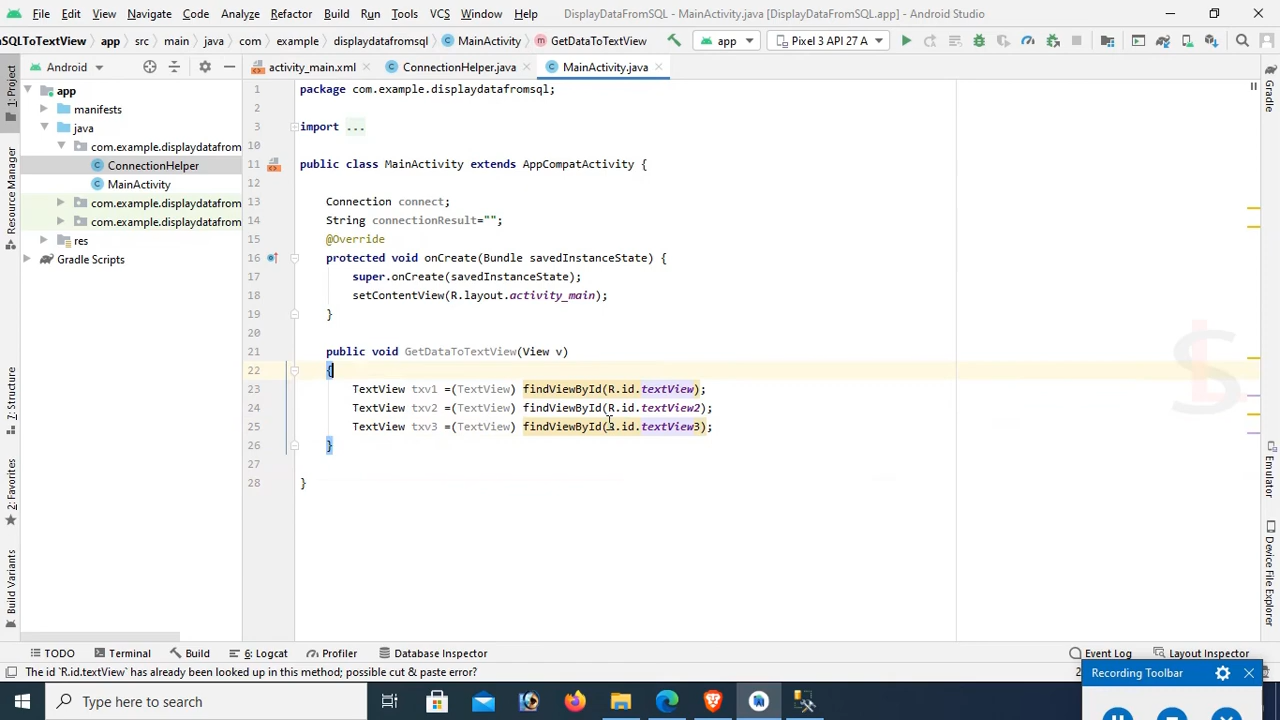 File Edit View Navigate Code Analyze Refactor Build Run Tools VCS Window Help DisplayDataFromSQL - MainActivity.java [DisplayDataFromSQL.app] - Android Studio
SQLToTextView app src main java com example displaydatafromsql MainActivity GetDataToTextView app Pixel 3 API 27 A
Android activity_main.xml ConnectionHelper.java MainActivity.java
app
manifests
java
com.example.displaydatafrom
ConnectionHelper
MainActivity
com.example.displaydatafrom
com.example.displaydatafrom
res
Gradle Scripts
1: Project
Resource Manager
7: Structure
2: Favorites
Build Variants
1 package com.example.displaydatafromsql;
2
3 import ...
10
11 public class MainActivity extends AppCompatActivity {
12
13 Connection connect;
14 String connectionResult="";
15 @Override
16 protected void onCreate(Bundle savedInstanceState) {
17 super.onCreate(savedInstanceState);
18 setContentView(R.layout.activity_main);
19 }
20
21 public void GetDataToTextView(View v)
22 {
23 TextView txv1 =(TextView) findViewById(R.id.textView);
24 TextView txv2 =(TextView) findViewById(R.id.textView2);
25 TextView txv3 =(TextView) findViewById(R.id.textView3);
26 }
27
28 }
Gradle
Emulator
Device File Explorer
TODO Terminal Build 6: Logcat Profiler Database Inspector Event Log Layout Inspector
The id `R.id.textView` has already been looked up in this method; possible cut & paste error?
Recording Toolbar
Type here to search